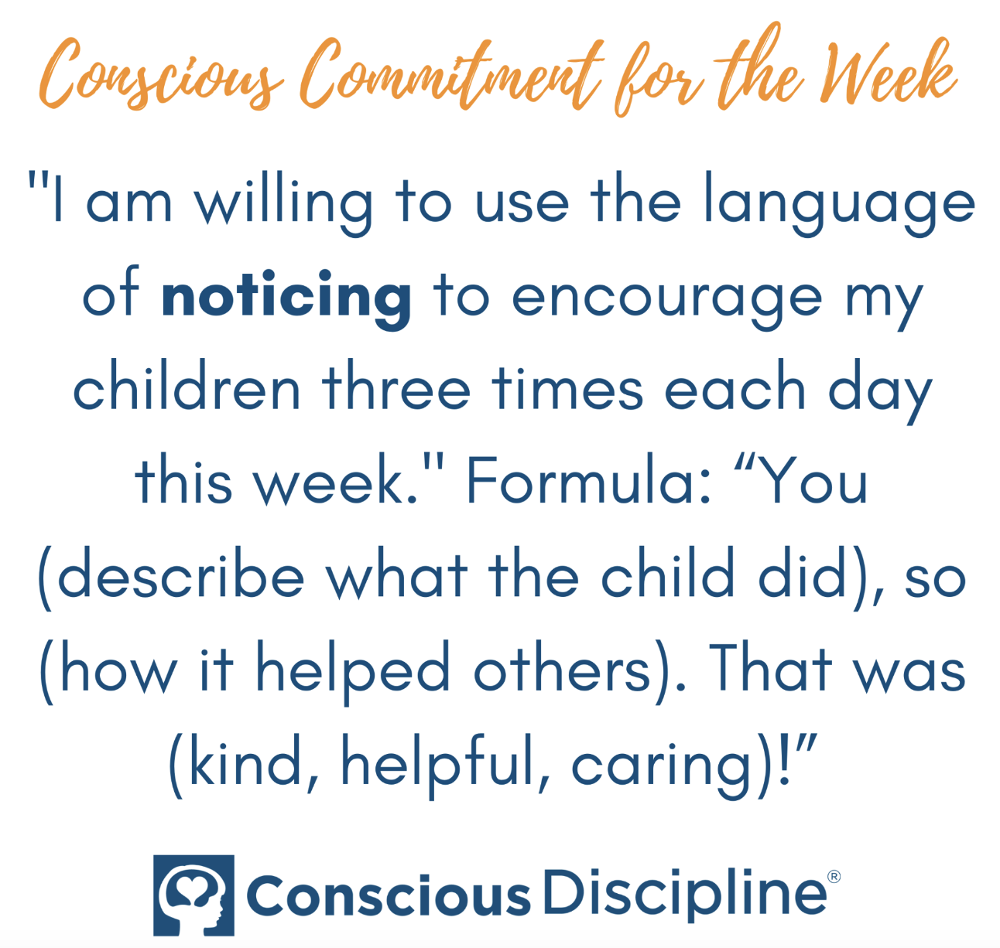 Conscious Commitment for the Week
"I am willing to use the language
of noticing to encourage my
children three times each day
this week." Formula: “You
(describe what the child did), so
(how it helped others). That was
(kind, helpful, caring)!”
Conscious Discipline®